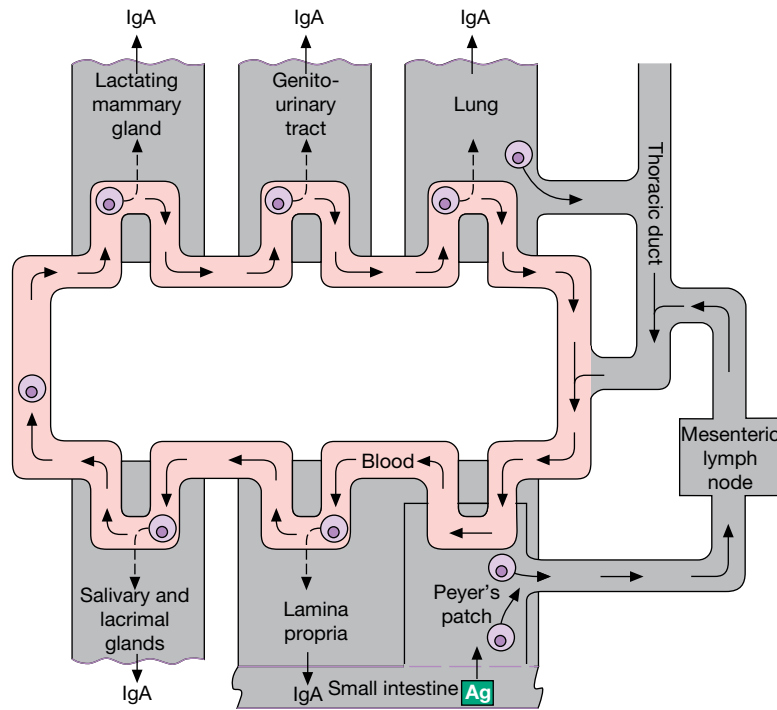 IgA
IgA
IgA
Lactating
mammary
gland
Genito-
urinary
tract
Lung
Thoracic duct
Blood
Mesenteric
lymph
node
Salivary and
lacrimal
glands
Lamina
propria
Peyer's
patch
IgA
IgA
Small intestine
Ag